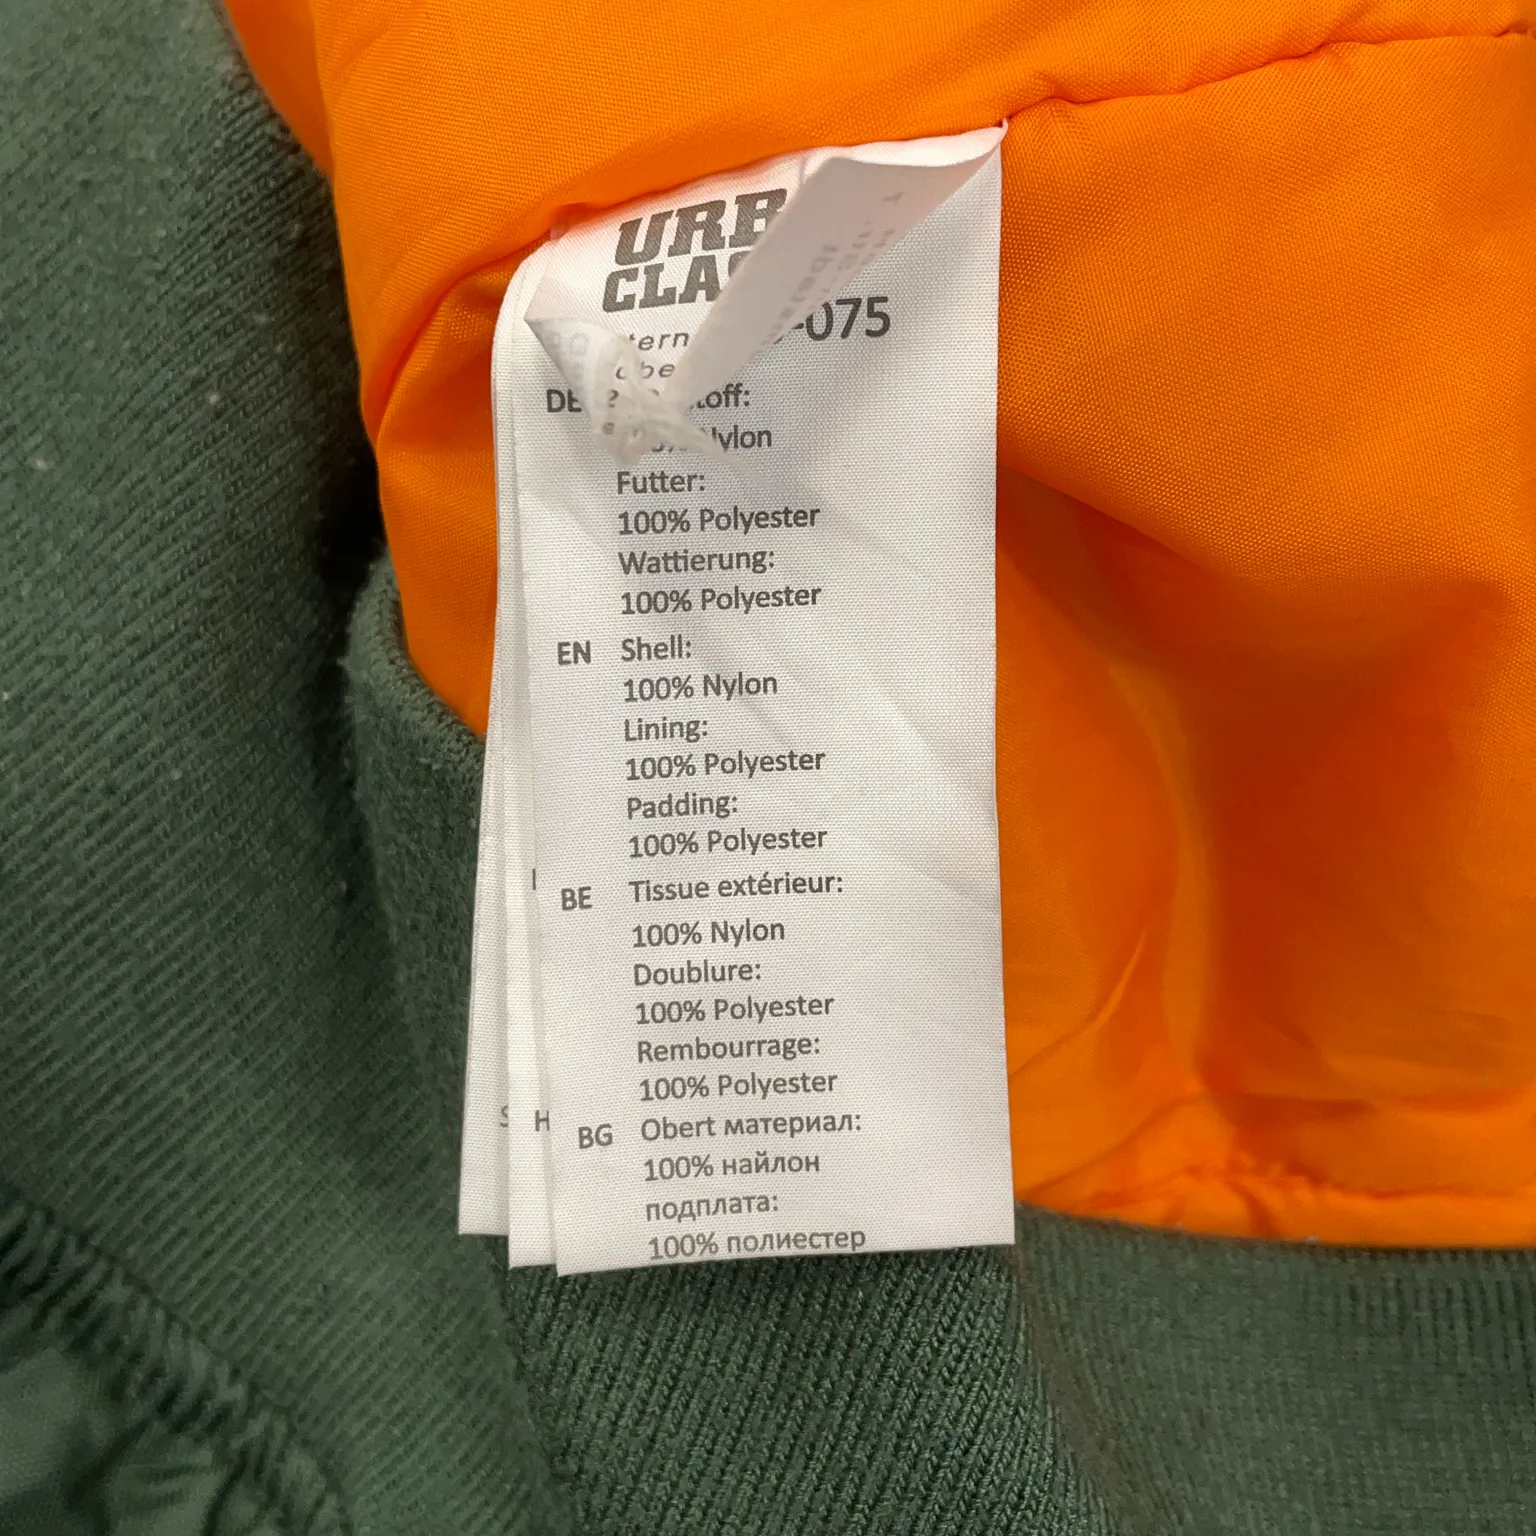 URB
CLA
-075
DE
Nylon
Futter:
100% Polyester
Wattierung:
100% Polyester
EN Shell:
100% Nylon
Lining:
100% Polyester
Padding:
100% Polyester
BE Tissue extérieur:
100% Nylon
Doublure:
100% Polyester
Rembourrage:
100% Polyester
BG Obert материал:
100% найлон
подплата:
100% полиестер